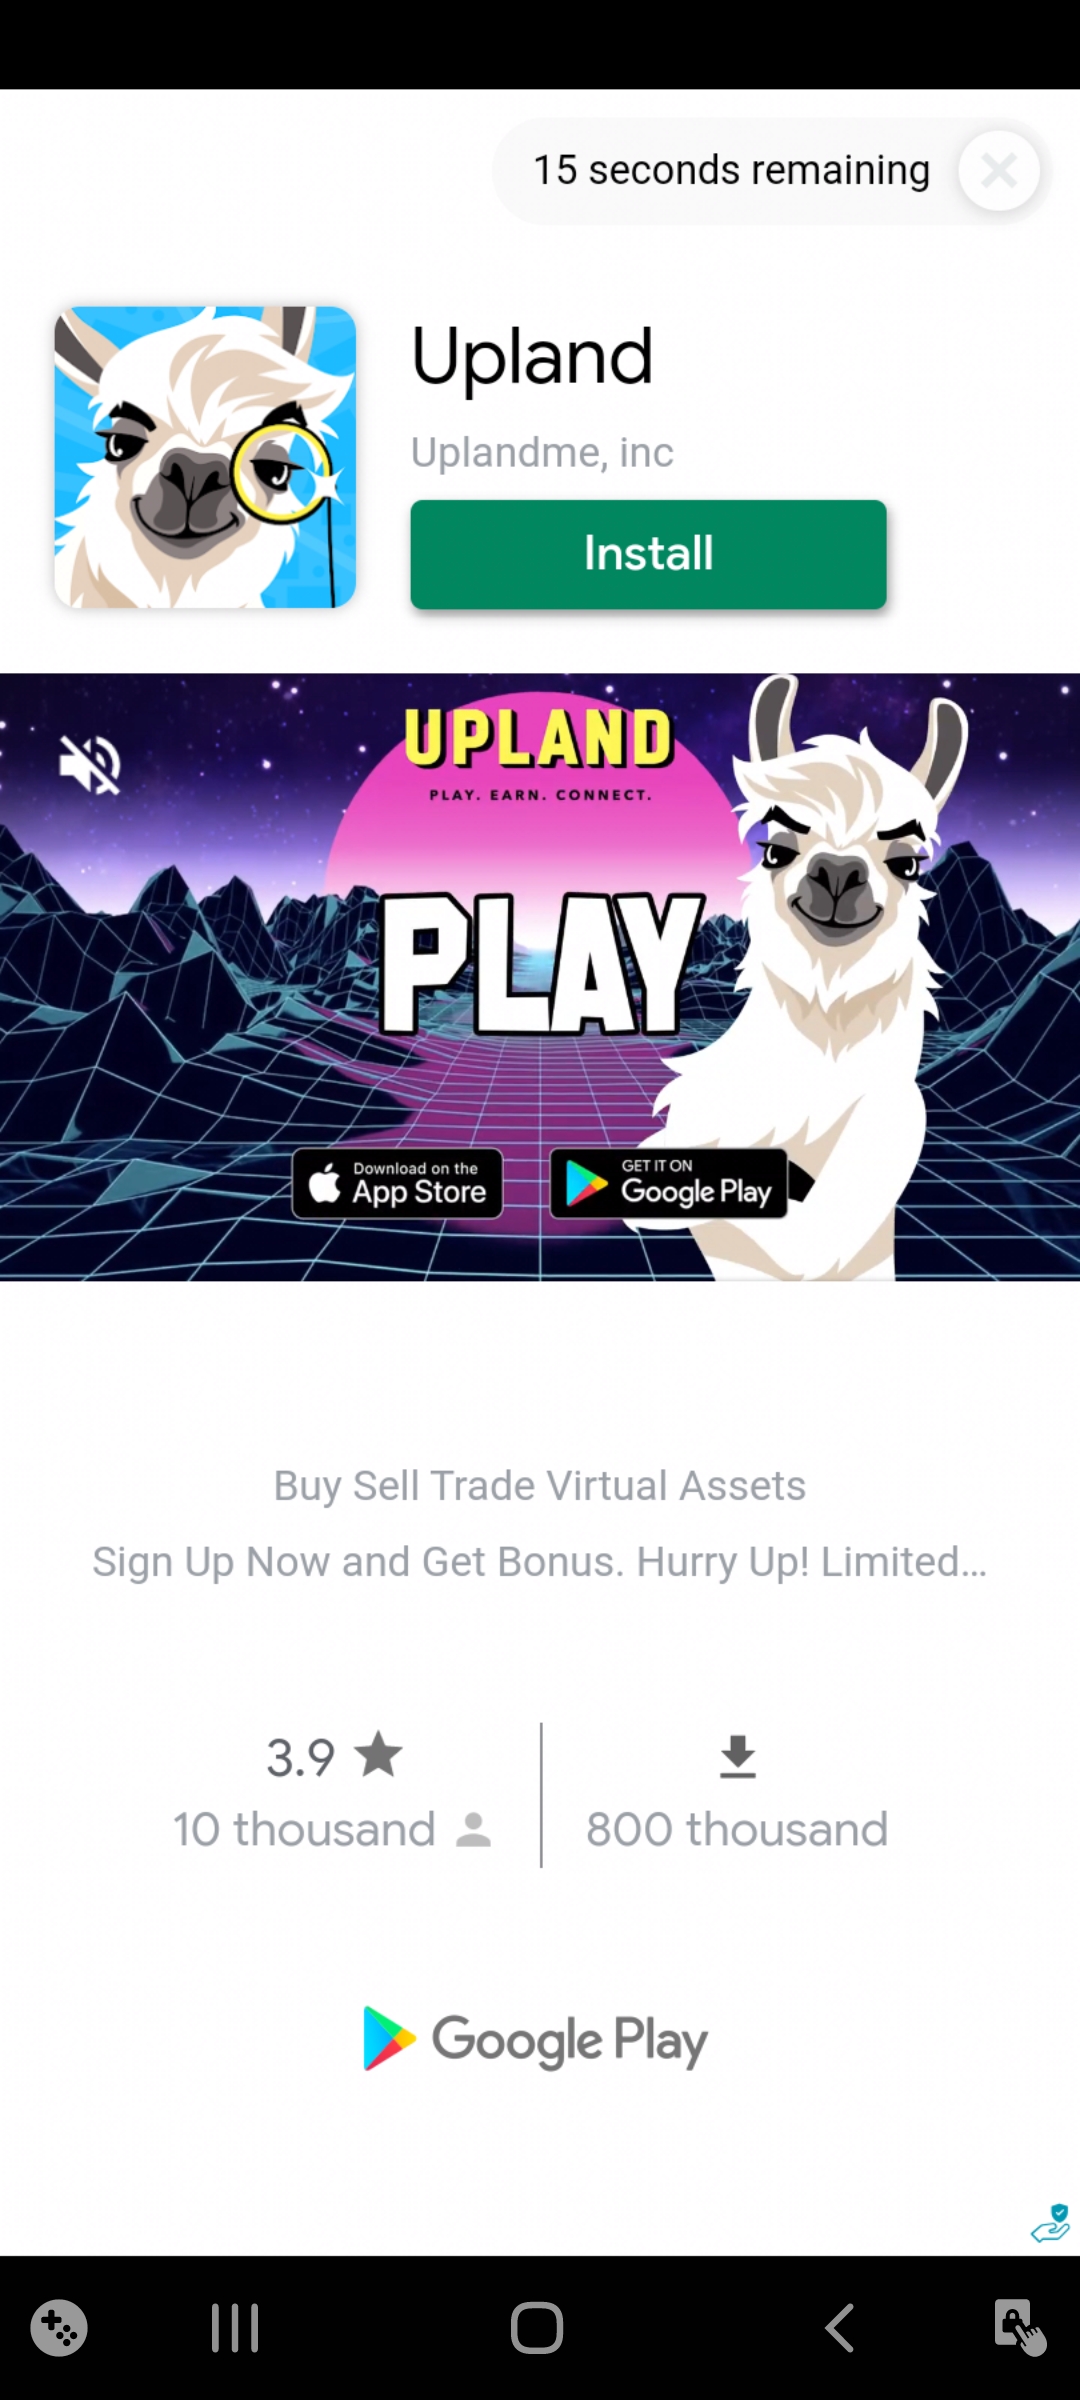 15 seconds remaining
Upland
Uplandme, inc
Install
UPLAND
PLAY. EARN. CONNECT.
PLAY
Download on the
App Store
GET IT ON
Google Play
Buy Sell Trade Virtual Assets
Sign Up Now and Get Bonus. Hurry Up! Limited...
3.9
10 thousand
800 thousand
Google Play